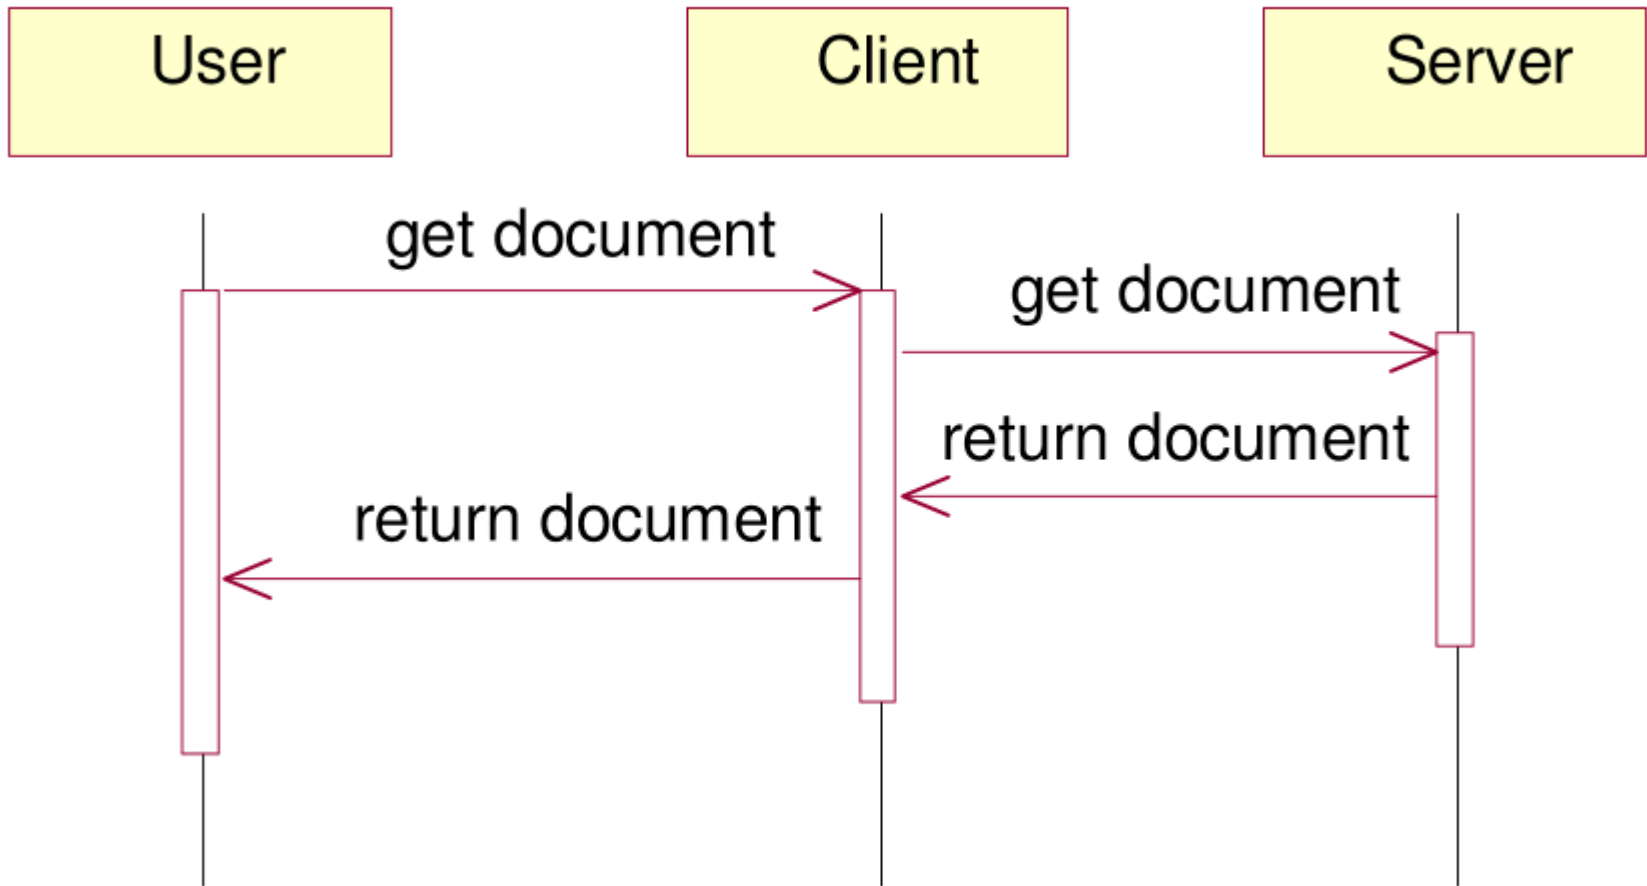 User
Client
Server
get document
get document
return document
return document